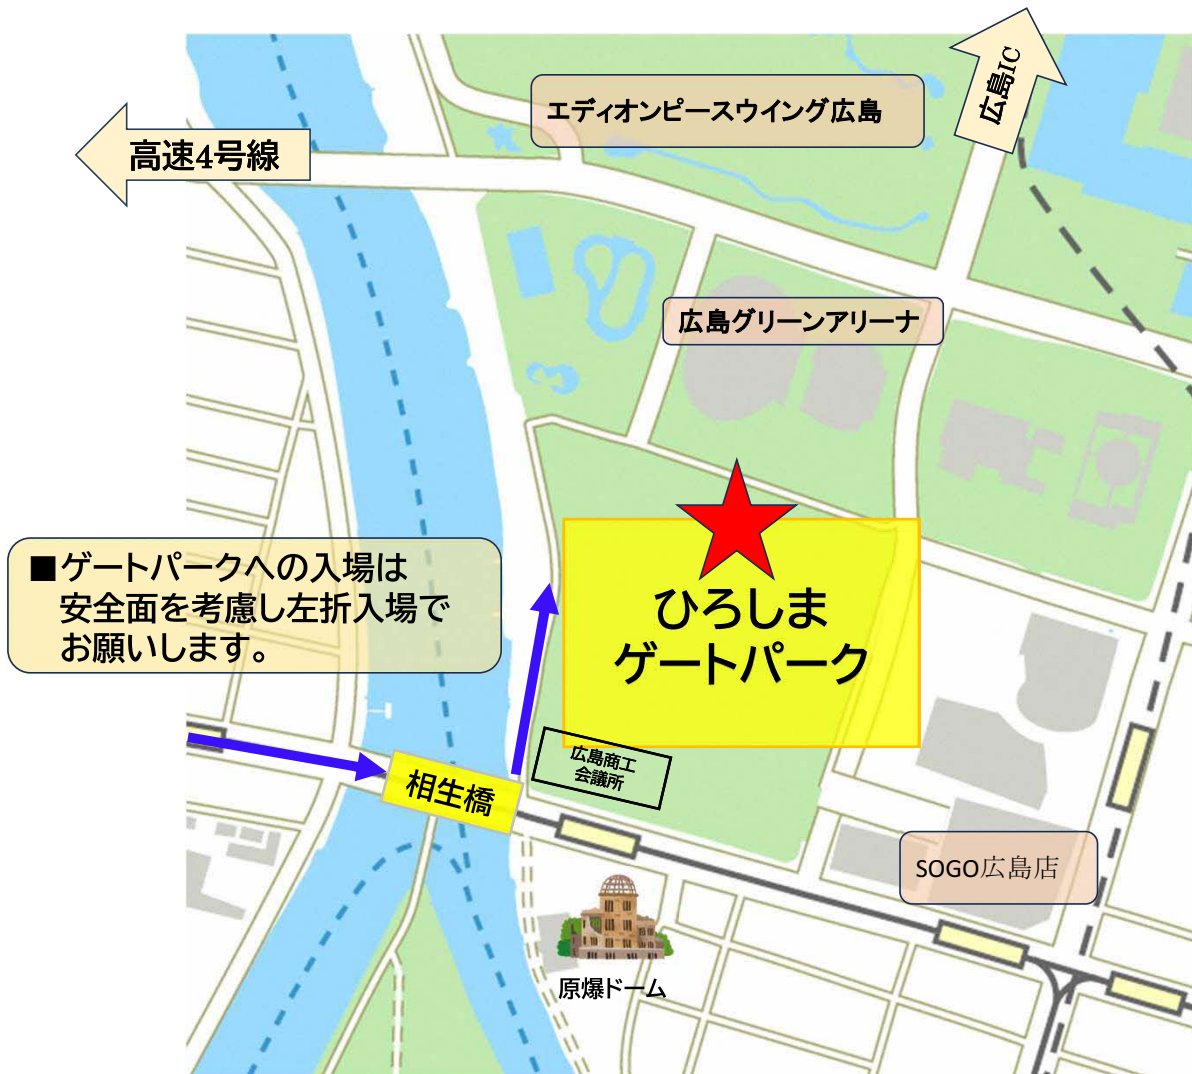 広島IC
エディオンピースウイング広島
高速4号線
広島グリーンアリーナ
■ゲートパークへの入場は
安全面を考慮し左折入場で
お願いします。
ひろしま
ゲートパーク
広島商工
会議所
相生橋
SOGO広島店
原爆ドーム